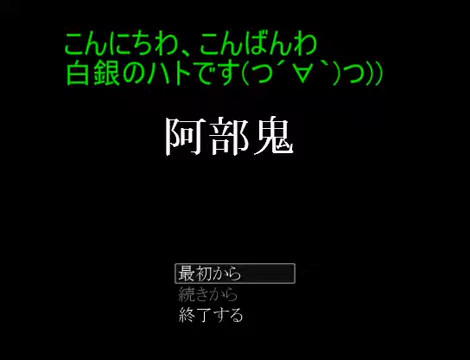 こんにちわ、こんばんわ
白銀のハトです(つ´∀`)つ))
阿部鬼
最初から
続きから
終了する